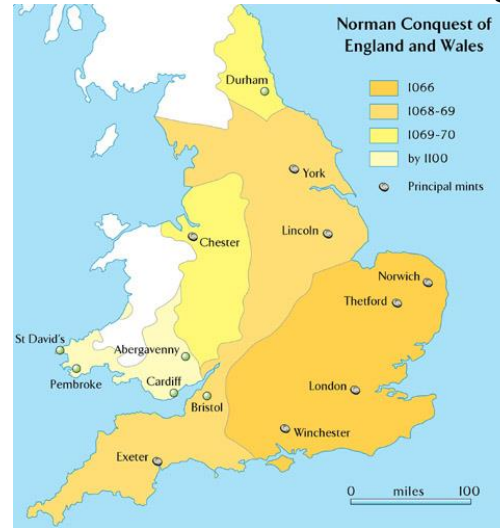 Norman Conquest of
England and Wales
1066
1068-69
1069-70
by 1100
Principal mints
Durham
York
Lincoln
Chester
Norwich
Thetford
St David's
Abergavenny
Pembroke
Cardiff
Bristol
London
Winchester
Exeter
0 miles 100